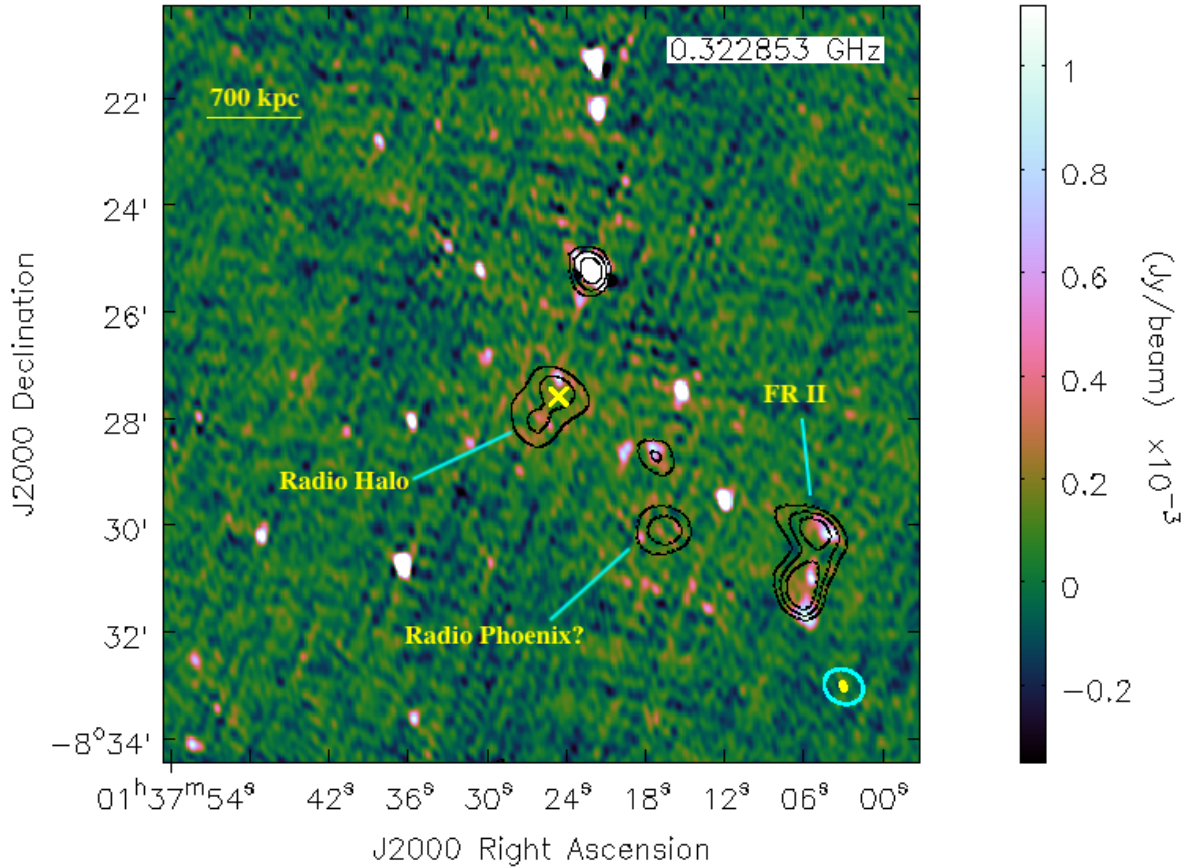 0.322853 GHz
700 kpc
22'
24'
26'
28'
30'
32'
-8°34'
J2000 Declination
FR II
Radio Halo
Radio Phoenix?
01ʰ37ᵐ54ˢ
42ˢ
36ˢ
30ˢ
24ˢ
18ˢ
12ˢ
06ˢ
00ˢ
J2000 Right Ascension
1
0.8
0.6
0.4
0.2
0
−0.2
(Jy/beam) ×10⁻³